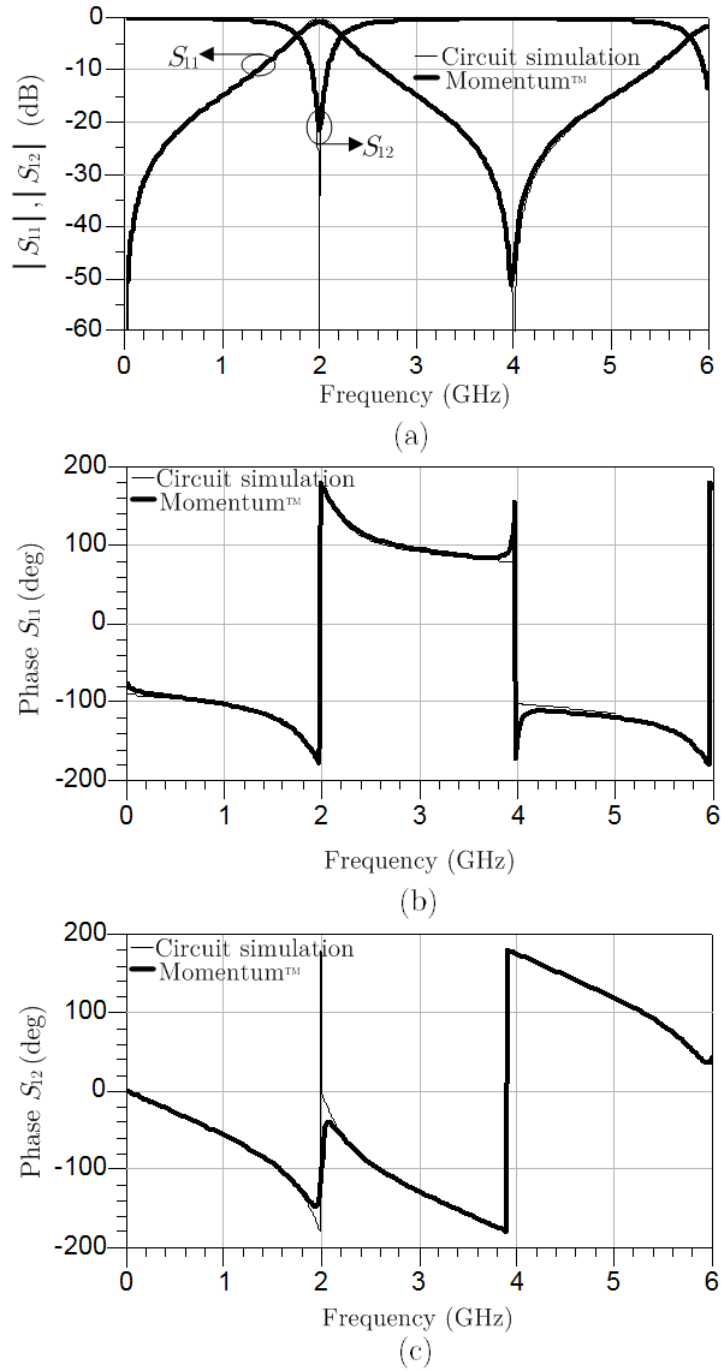 0
-10
-20
-30
-40
-50
-60
|S11|, |S12| (dB)
S11
S12
Circuit simulation
Momentum™
0 1 2 3 4 5 6
Frequency (GHz)
(a)
200
100
0
-100
-200
Phase S11(deg)
Circuit simulation
Momentum™
0 1 2 3 4 5 6
Frequency (GHz)
(b)
200
100
0
-100
-200
Phase S12(deg)
Circuit simulation
Momentum™
0 1 2 3 4 5 6
Frequency (GHz)
(c)